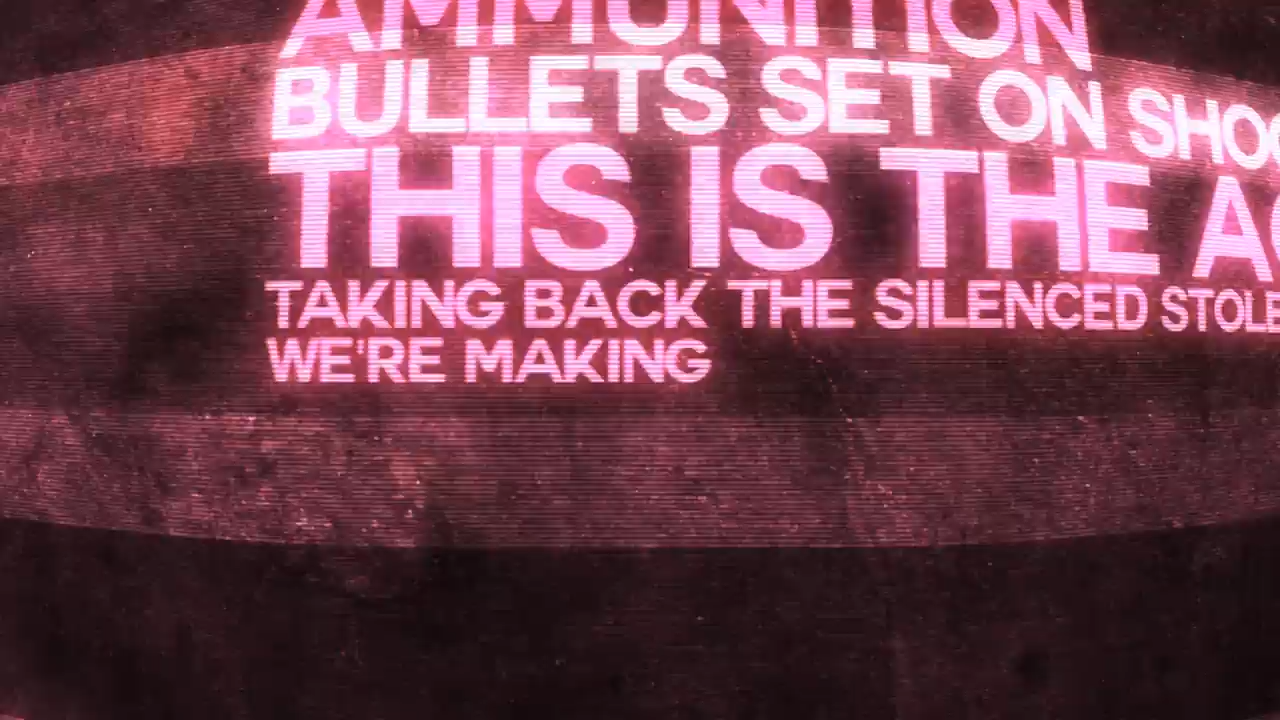 AMMUNITION
BULLETS SET ON
THIS IS THE
TAKING BACK THE SILENCED
WE'RE MAKING